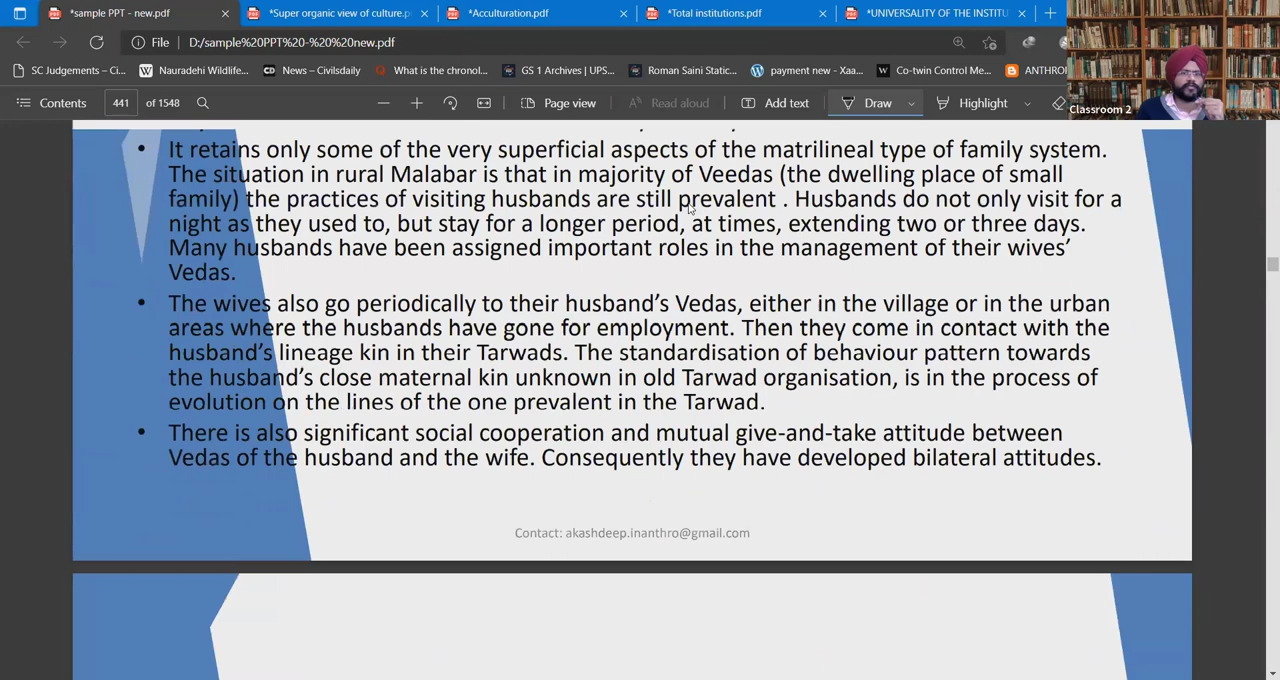 *sample PPT - new.pdf
*Super organic view of culture.p
*Acculturation.pdf
*Total institutions.pdf
*UNIVERSALITY OF THE INSTITU
File
D:/sample%20PPT%20-%20%20new.pdf
SC Judgements – Ci...
Nauradehi Wildlife...
News – Civilsdaily
What is the chronol...
GS 1 Archives | UPS...
Roman Saini Static...
payment new - Xaa...
Co-twin Control Me...
ANTHRO
Contents
441 of 1548
Page view
Read aloud
Add text
Draw
Highlight
Classroom 2
• It retains only some of the very superficial aspects of the matrilineal type of family system.
The situation in rural Malabar is that in majority of Veedas (the dwelling place of small
family) the practices of visiting husbands are still prevalent . Husbands do not only visit for a
night as they used to, but stay for a longer period, at times, extending two or three days.
Many husbands have been assigned important roles in the management of their wives’
Vedas.
• The wives also go periodically to their husband’s Vedas, either in the village or in the urban
areas where the husbands have gone for employment. Then they come in contact with the
husband’s lineage kin in their Tarwads. The standardisation of behaviour pattern towards
the husband’s close maternal kin unknown in old Tarwad organisation, is in the process of
evolution on the lines of the one prevalent in the Tarwad.
• There is also significant social cooperation and mutual give-and-take attitude between
Vedas of the husband and the wife. Consequently they have developed bilateral attitudes.
Contact: akashdeep.inanthro@gmail.com